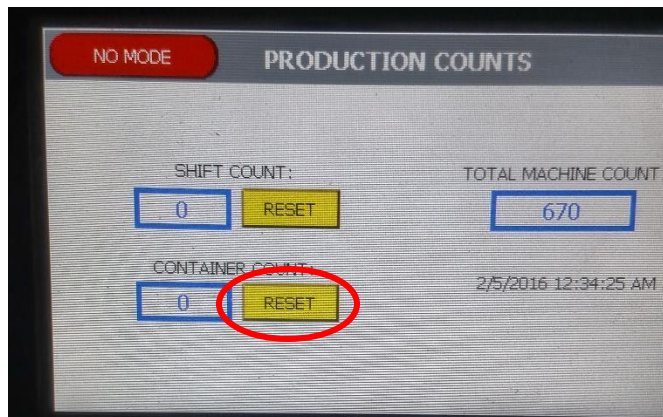 NO MODE
PRODUCTION COUNTS
SHIFT COUNT:
0
RESET
TOTAL MACHINE COUNT
670
CONTAINER COUNT:
0
RESET
2/5/2016 12:34:25 AM